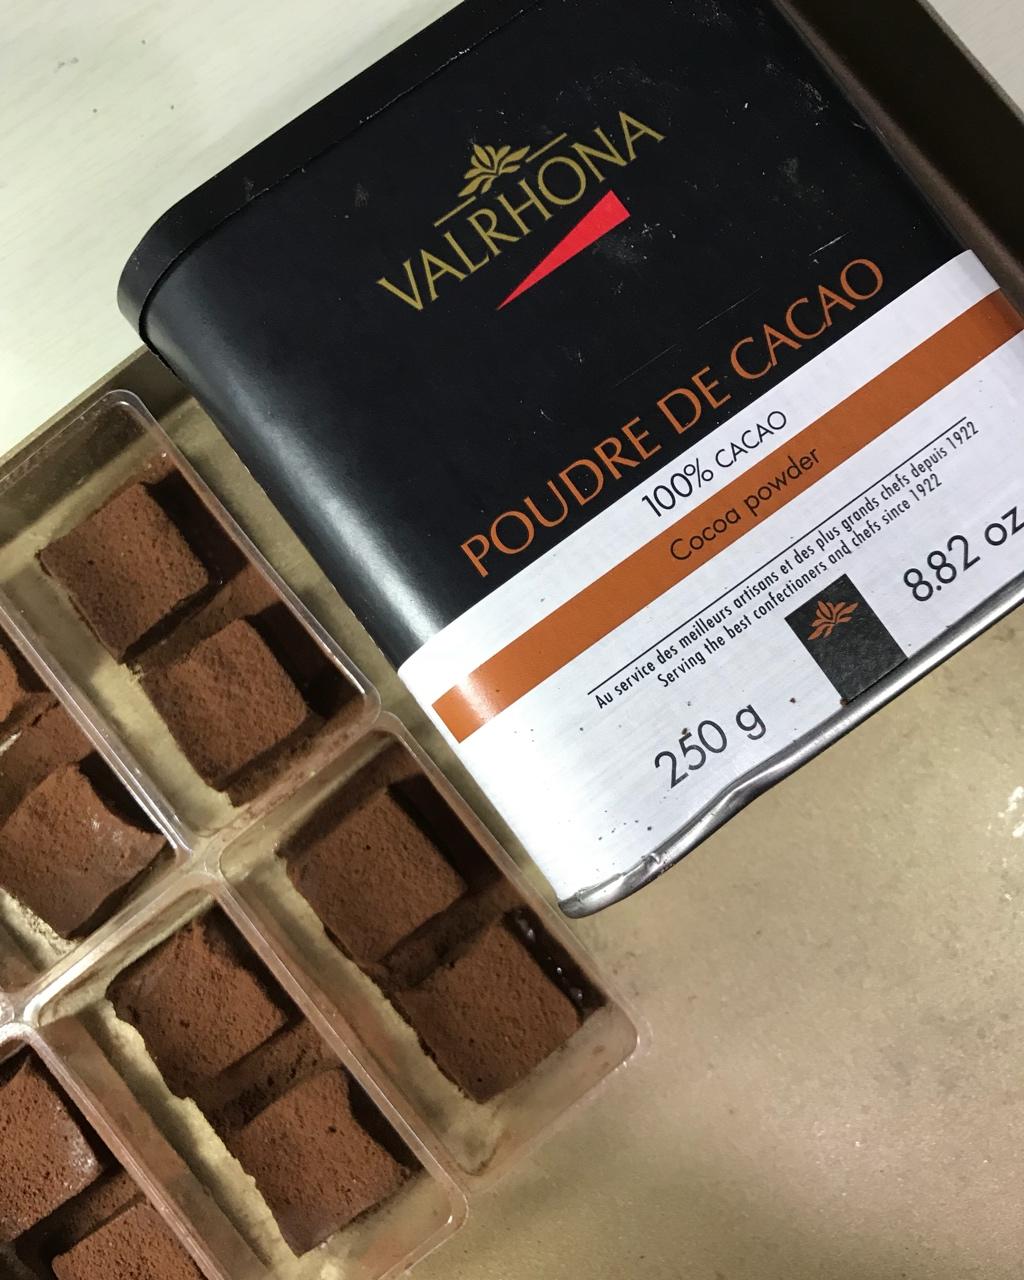 VALRHONA
POUDRE DE CACAO
100% CACAO
Cocoa powder
Au service des meilleurs artisans et des plus grands chefs depuis 1922
Serving the best confectioners and chefs since 1922
250 g
8.82 oz